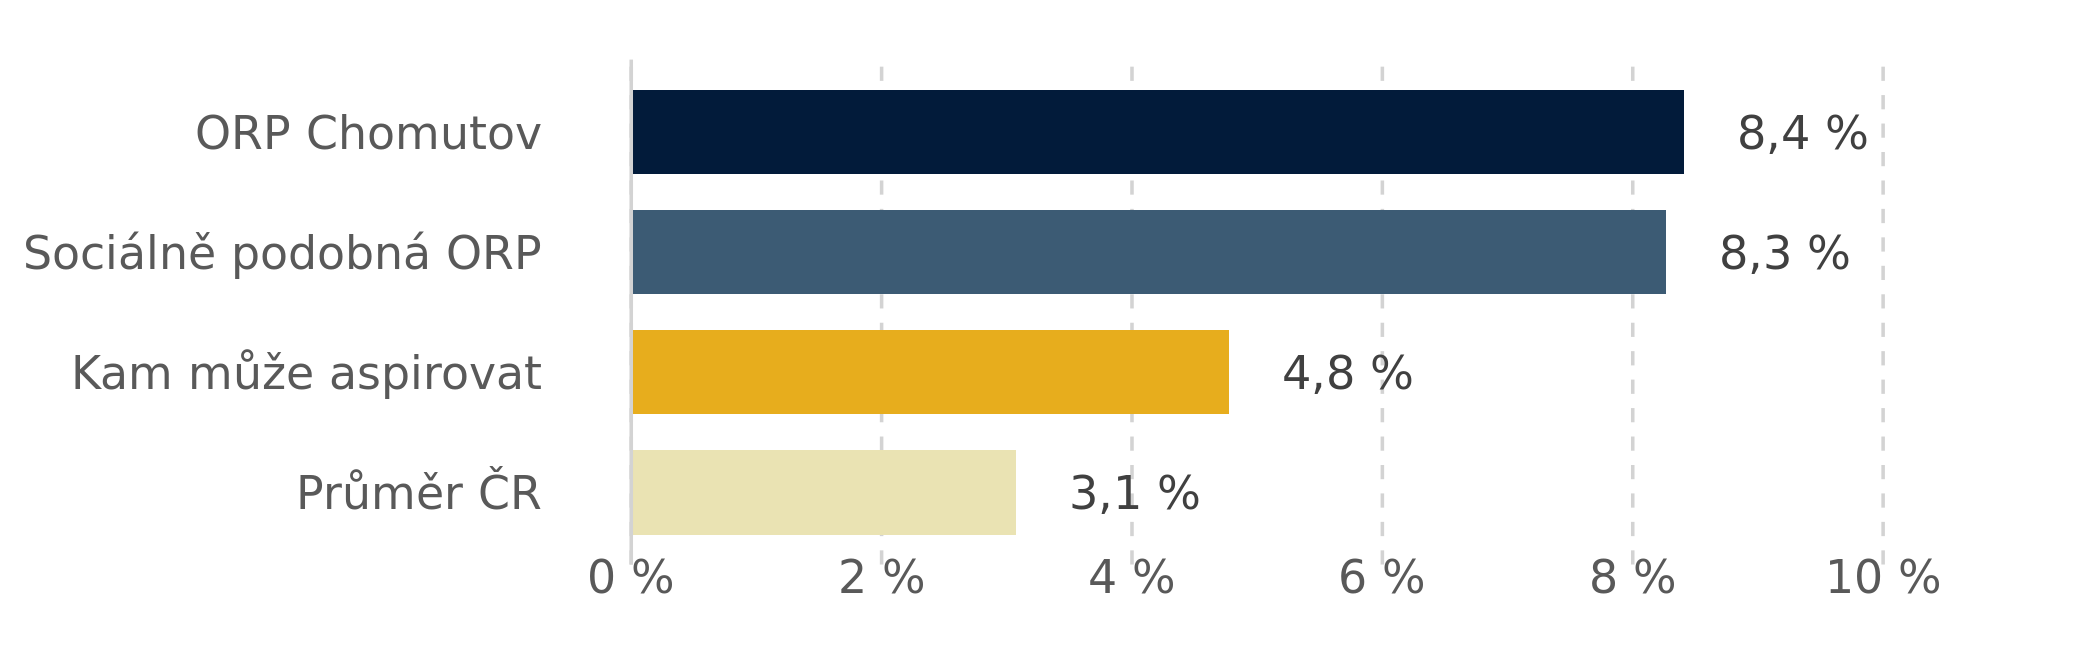 ORP Chomutov 8,4 %
Sociálně podobná ORP 8,3 %
Kam může aspirovat 4,8 %
Průměr ČR 3,1 %
0 % 2 % 4 % 6 % 8 % 10 %